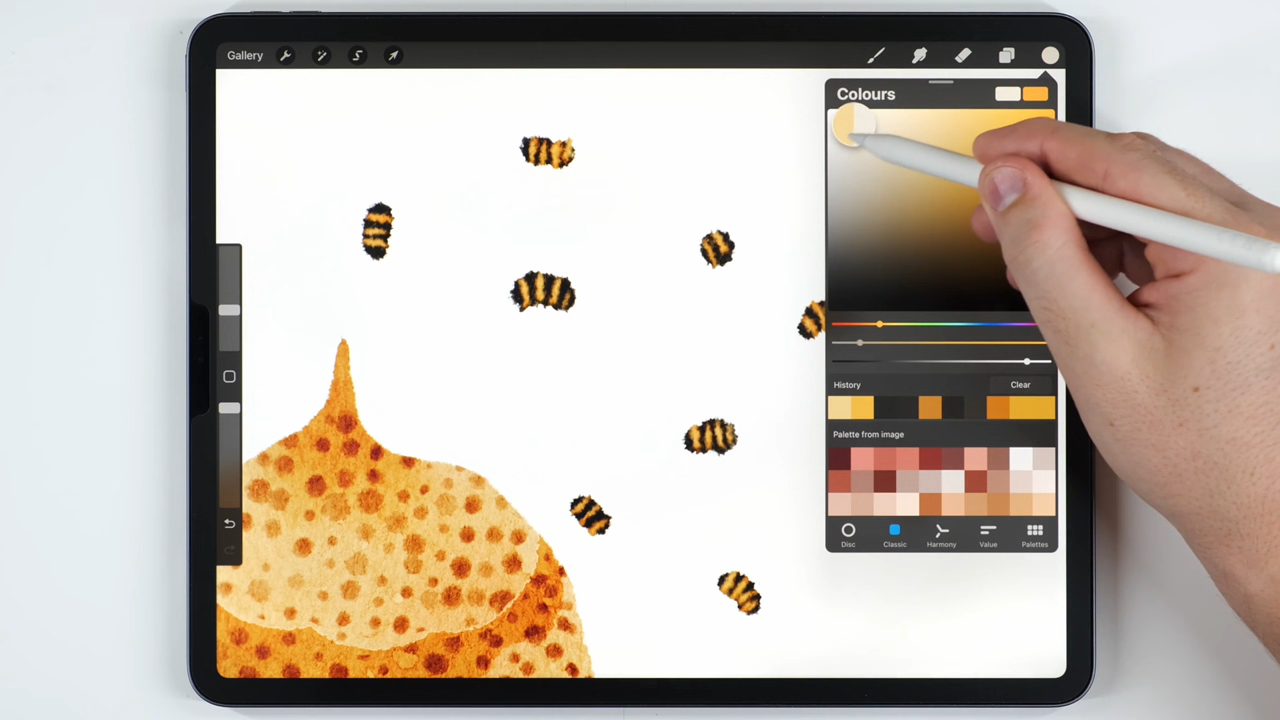 Gallery
Colours
History
Clear
Palette from image
Disc
Classic
Harmony
Value
Palettes